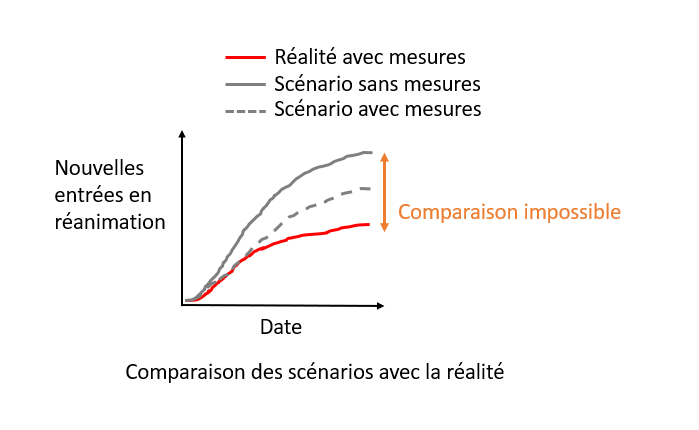 Réalité avec mesures
Scénario sans mesures
Scénario avec mesures
Nouvelles
entrées en
réanimation
Comparaison impossible
Date
Comparaison des scénarios avec la réalité